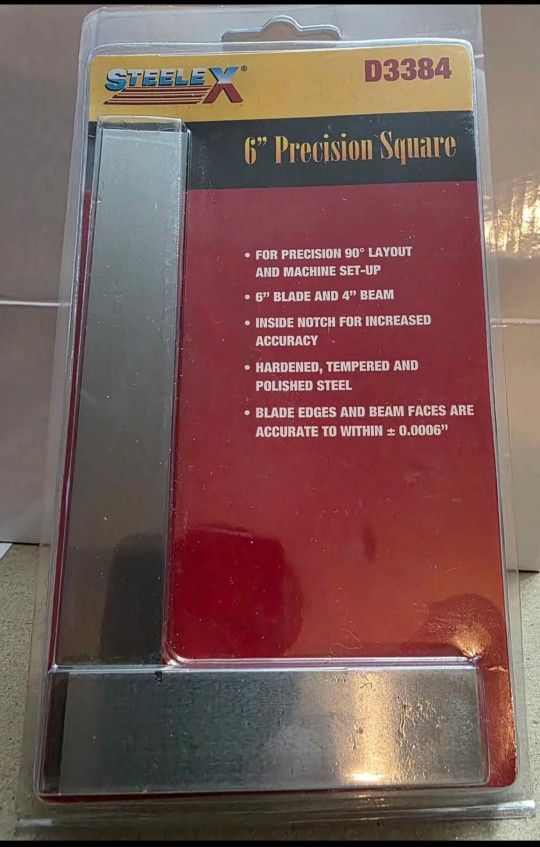 STEELEX®
D3384
6” Precision Square
• FOR PRECISION 90° LAYOUT
AND MACHINE SET-UP
• 6” BLADE AND 4” BEAM
• INSIDE NOTCH FOR INCREASED
ACCURACY
• HARDENED, TEMPERED AND
POLISHED STEEL
• BLADE EDGES AND BEAM FACES ARE
ACCURATE TO WITHIN ± 0.0006”